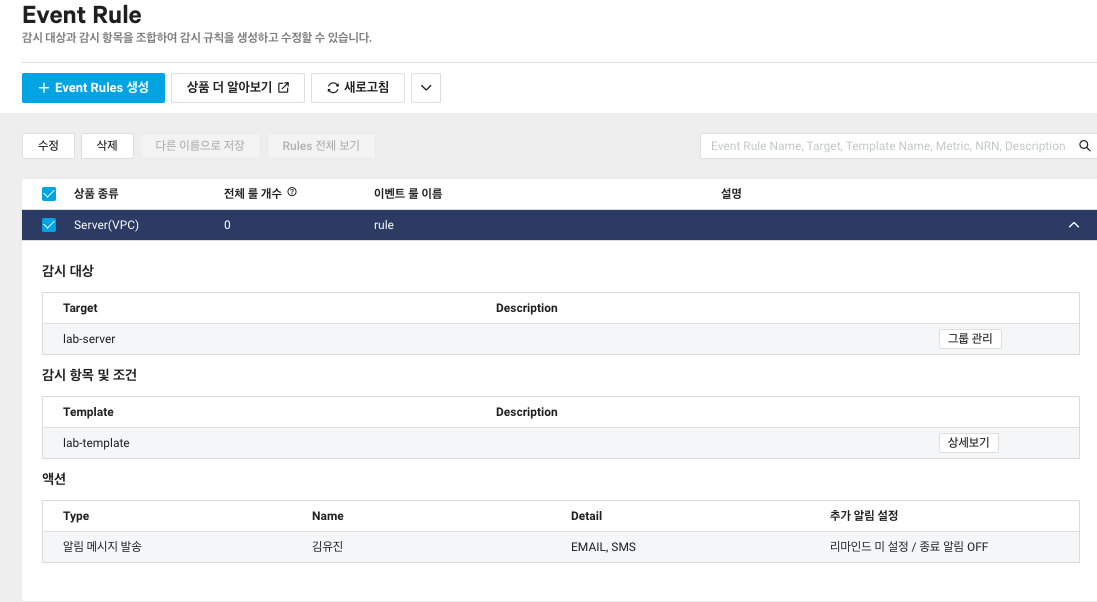 Event Rule
감시 대상과 감시 항목을 조합하여 감시 규칙을 생성하고 수정할 수 있습니다.
+ Event Rules 생성 상품 더 알아보기 새로고침
수정 삭제 다른 이름으로 저장 Rules 전체 보기 Event Rule Name, Target, Template Name, Metric, NRN, Description
상품 종류 전체 룰 개수 ? 이벤트 룰 이름 설명
Server(VPC) 0 rule
감시 대상
Target Description
lab-server 그룹 관리
감시 항목 및 조건
Template Description
lab-template 상세보기
액션
Type Name Detail 추가 알림 설정
알림 메시지 발송 김유진 EMAIL, SMS 리마인드 미 설정 / 종료 알림 OFF